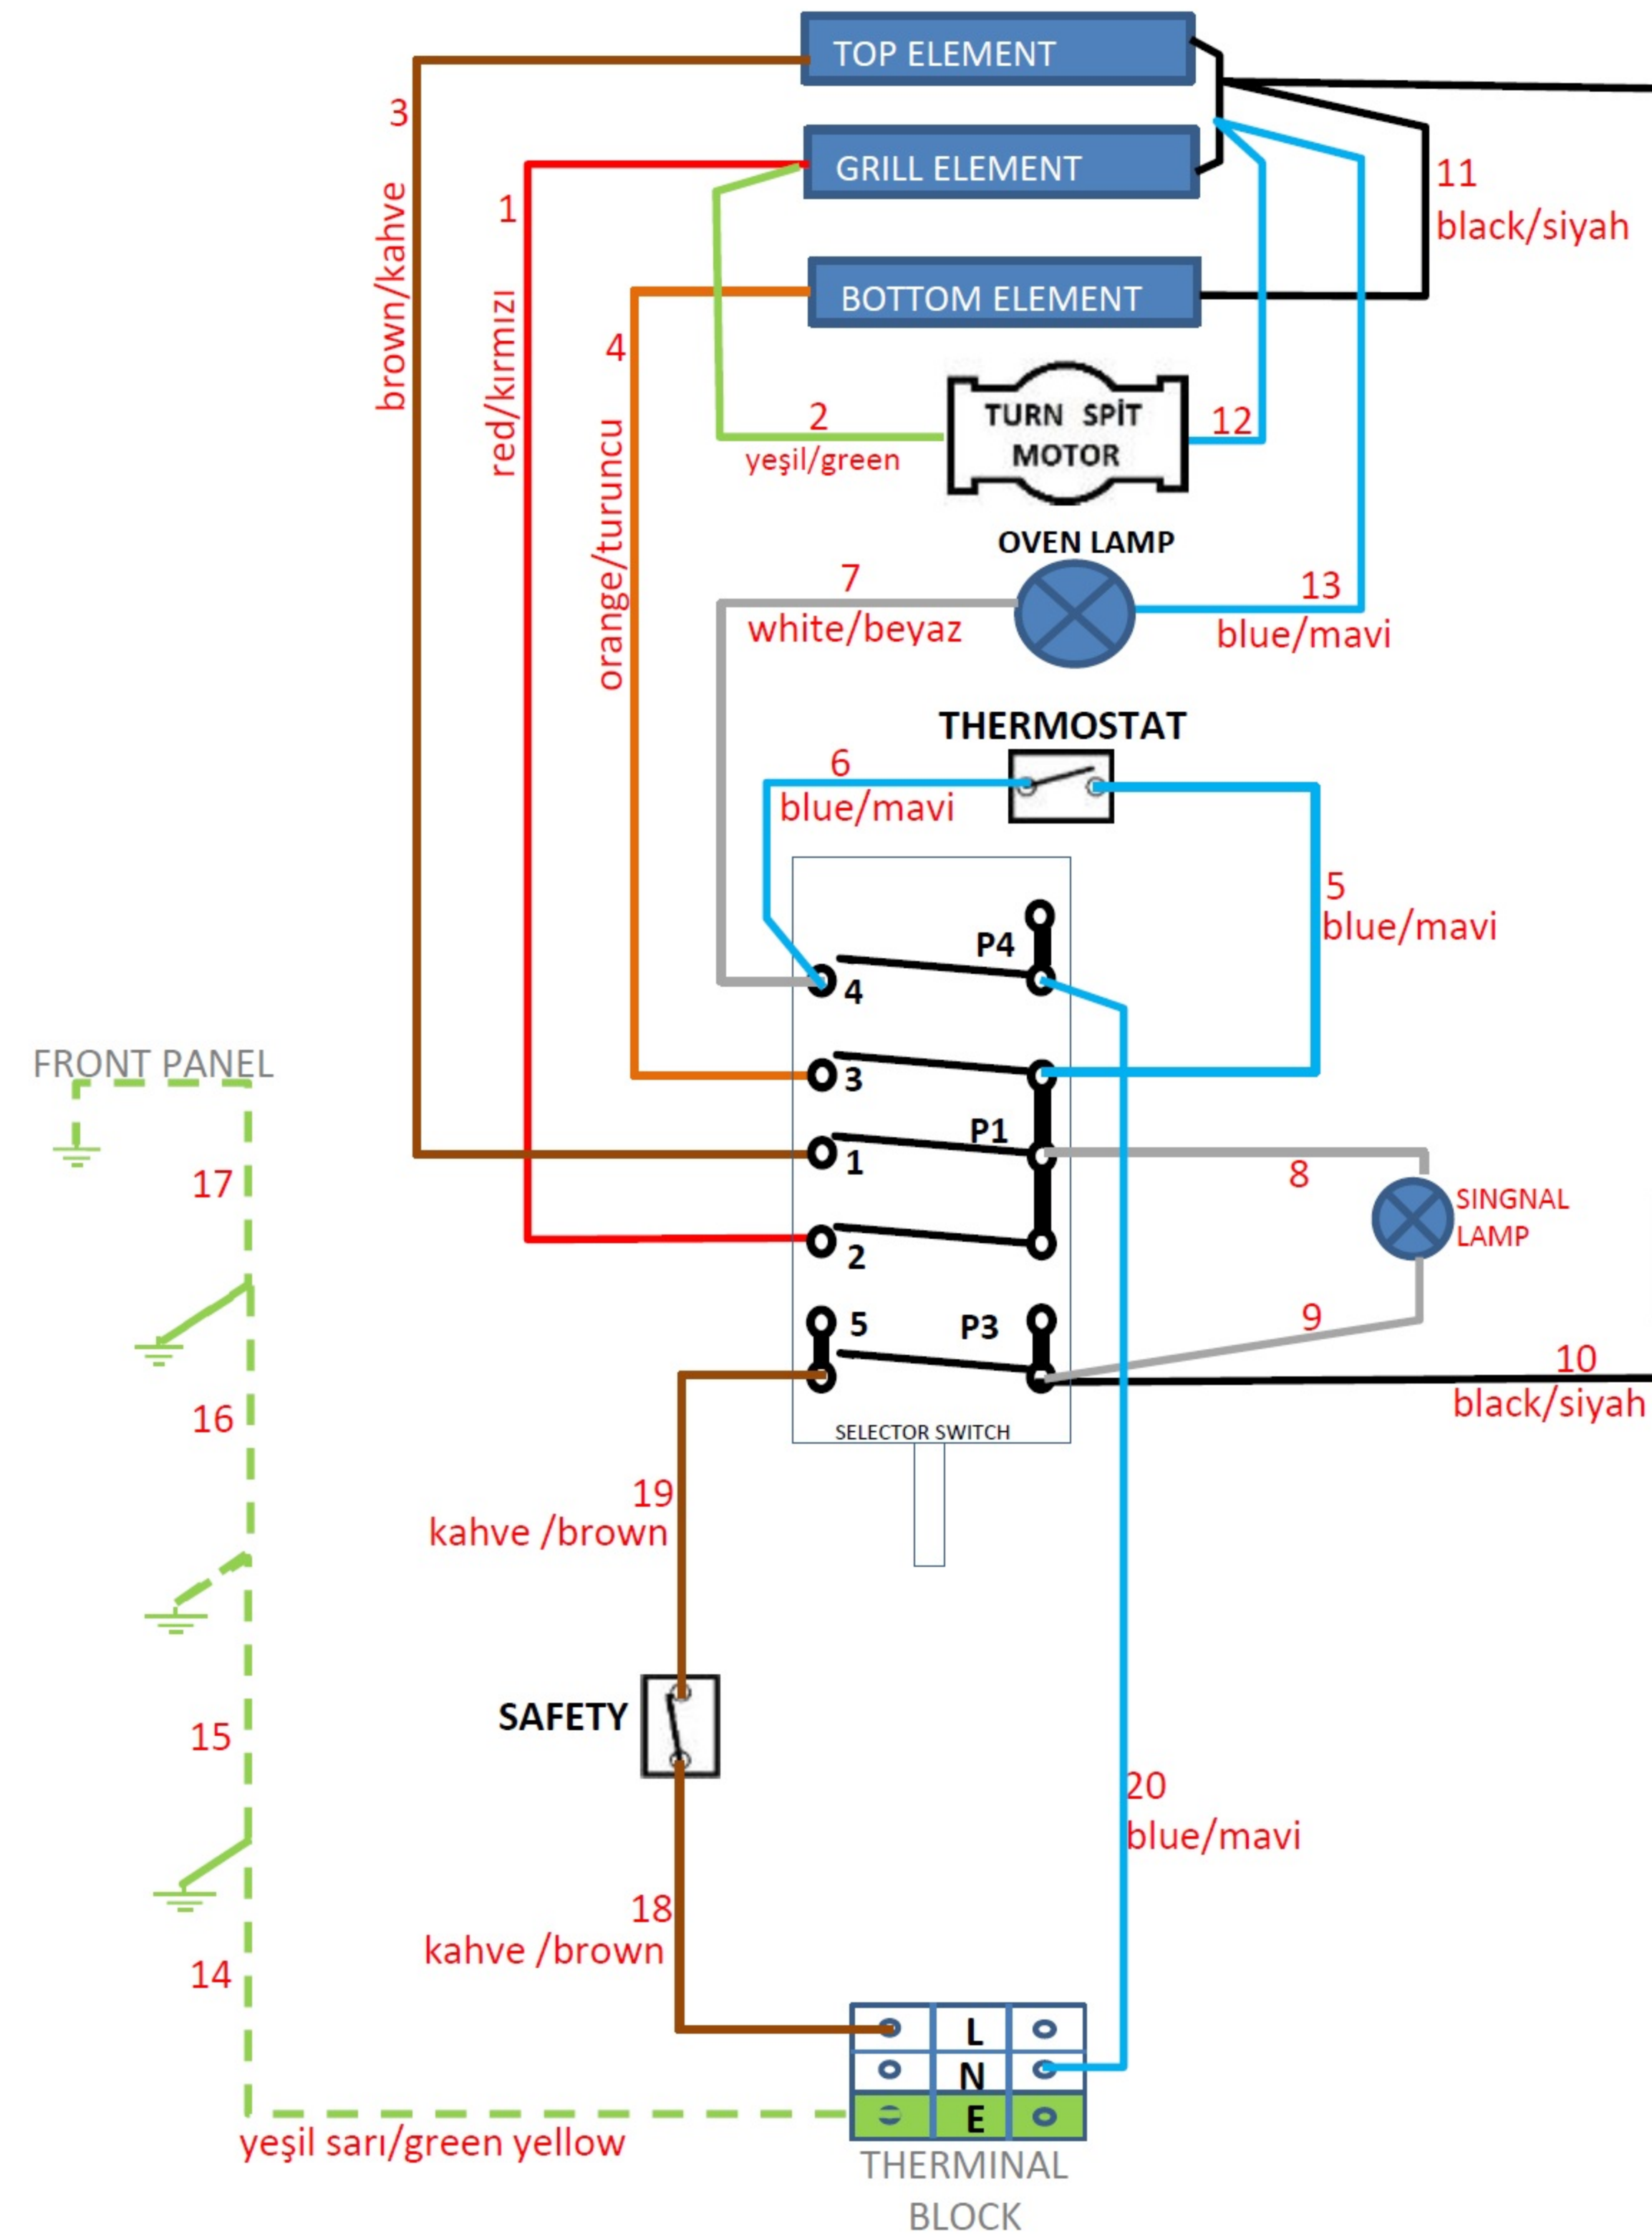 TOP ELEMENT
3
brown/kahve
GRILL ELEMENT
1
red/kırmızı
11
black/siyah
BOTTOM ELEMENT
4
orange/turuncu
TURN SPİT
MOTOR
2
yeşil/green
12
OVEN LAMP
7
white/beyaz
13
blue/mavi
THERMOSTAT
6
blue/mavi
5
blue/mavi
P4
4
FRONT PANEL
3
P1
1
8
17
SINGNAL
LAMP
2
5
P3
9
10
black/siyah
16
SELECTOR SWITCH
19
kahve /brown
SAFETY
15
20
blue/mavi
18
kahve /brown
14
L
N
E
yeşil sarı/green yellow
THERMINAL
BLOCK